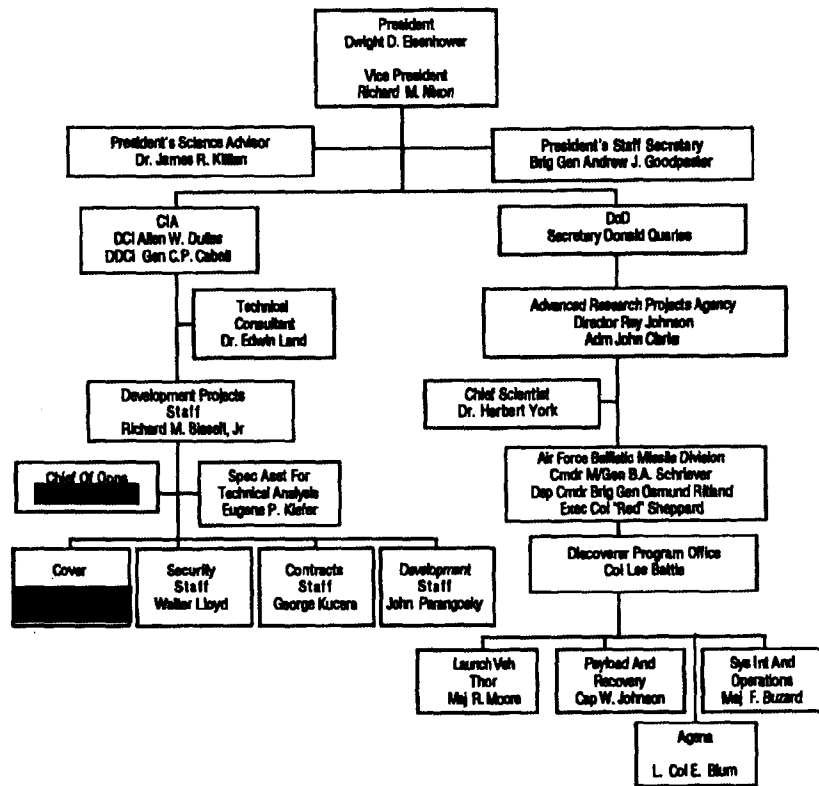 President
Dwight D. Eisenhower
Vice President
Richard M. Nixon
President's Science Advisor
Dr. James R. Killian
President's Staff Secretary
Brig Gen Andrew J. Goodpaster
CIA
DCI Allen W. Dulles
DDCI Gen C.P. Cabell
DoD
Secretary Donald Quarles
Technical
Consultant
Dr. Edwin Land
Advanced Research Projects Agency
Director Roy Johnson
Adm John Clarke
Development Projects
Staff
Richard M. Bissell, Jr
Chief Scientist
Dr. Herbert York
Chief Of Opns
Spec Asst For
Technical Analysis
Eugene P. Kiefer
Air Force Ballistic Missile Division
Cmdr M/Gen B.A. Schriever
Dep Cmdr Brig Gen Osmund Ritland
Exec Col "Red" Sheppard
Cover
Security
Staff
Walter Lloyd
Contracts
Staff
George Kucera
Development
Staff
John Parangosky
Discoverer Program Office
Col Lee Battle
Launch Veh
Thor
Maj R. Moore
Payload And
Recovery
Cap W. Johnson
Sys Int And
Operations
Maj F. Buzard
Agena
L. Col E. Blum